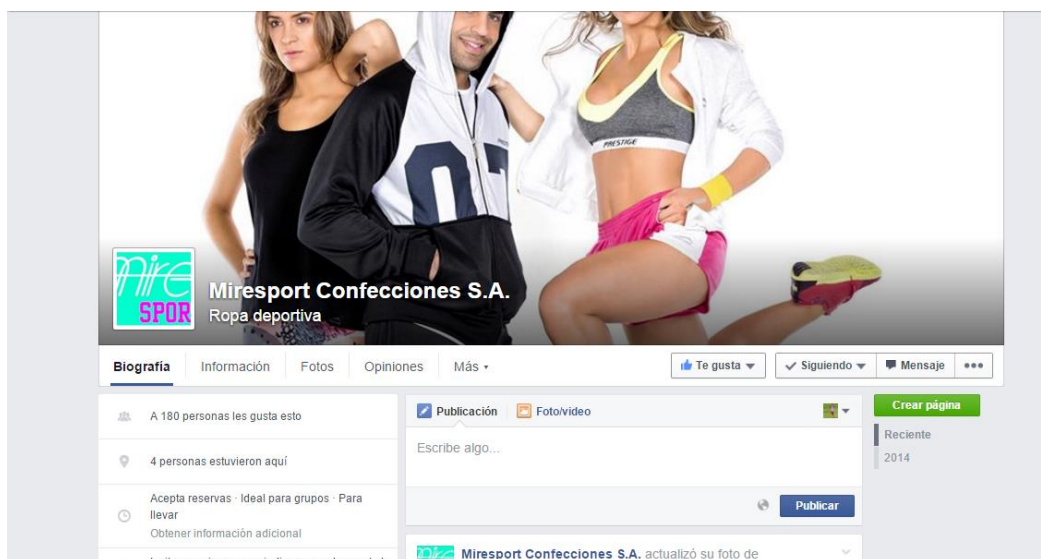 PRESTIGE
07
mire
SPOR
Miresport Confecciones S.A.
Ropa deportiva
Biografía Información Fotos Opiniones Más
Te gusta Siguiendo Mensaje
A 180 personas les gusta esto
4 personas estuvieron aquí
Acepta reservas · Ideal para grupos · Para
llevar
Obtener información adicional
Publicación Foto/video
Escribe algo...
Publicar
mire
Miresport Confecciones S.A. actualizó su foto de
Crear página
Reciente
2014